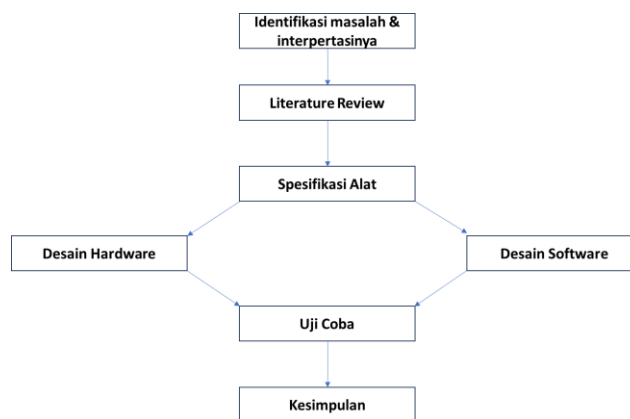 Identifikasi masalah &
interpertasinya
Literature Review
Spesifikasi Alat
Desain Hardware
Desain Software
Uji Coba
Kesimpulan